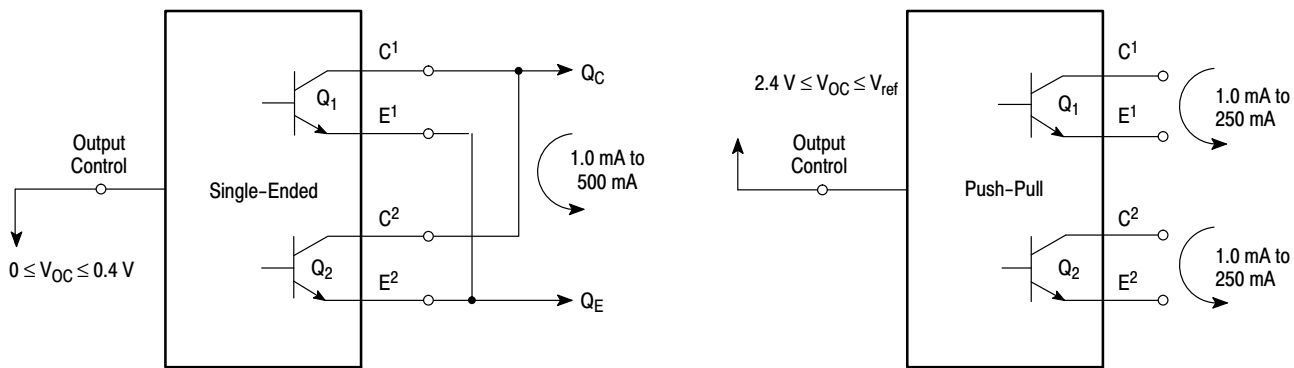 C1
Q1
E1
QC
Output
Control
Single-Ended
1.0 mA to
500 mA
C2
Q2
E2
QE
0 ≤ VOC ≤ 0.4 V
2.4 V ≤ VOC ≤ Vref
Output
Control
Push-Pull
C1
Q1
E1
1.0 mA to
250 mA
C2
Q2
E2
1.0 mA to
250 mA